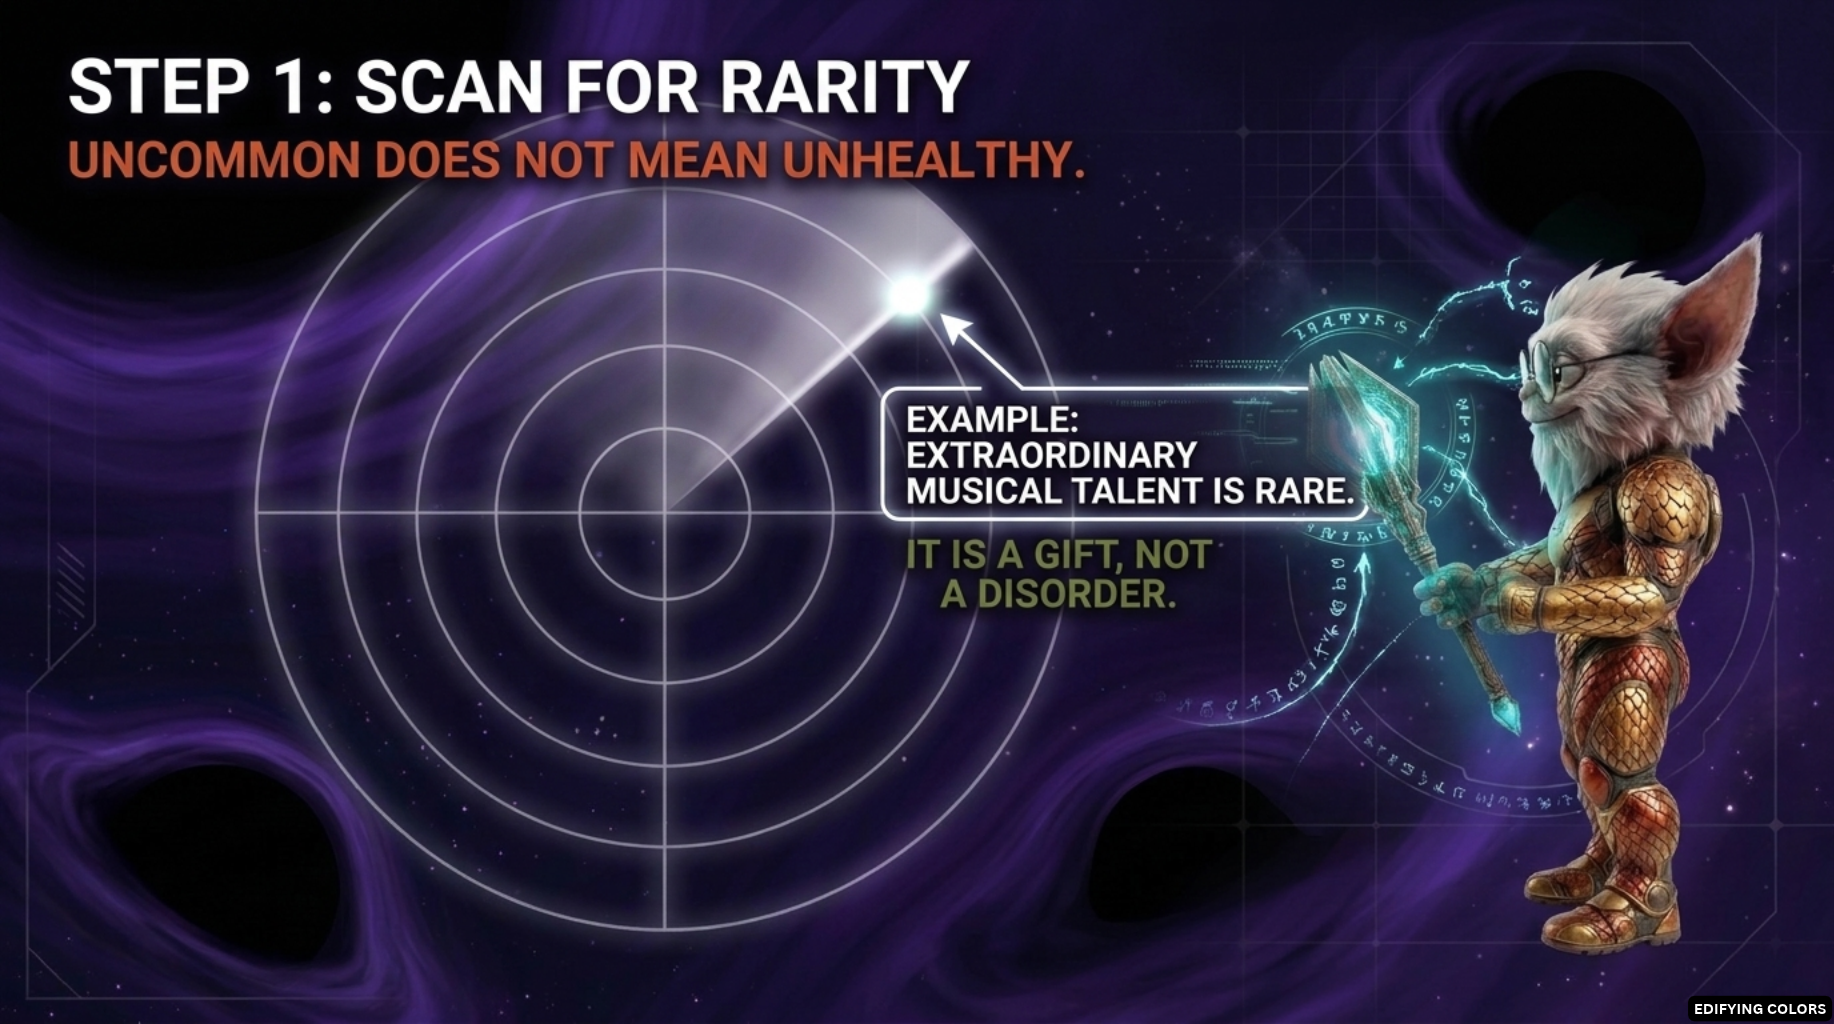 STEP 1: SCAN FOR RARITY
UNCOMMON DOES NOT MEAN UNHEALTHY.
EXAMPLE:
EXTRAORDINARY
MUSICAL TALENT IS RARE.
IT IS A GIFT, NOT
A DISORDER.
EDIFYING COLORS